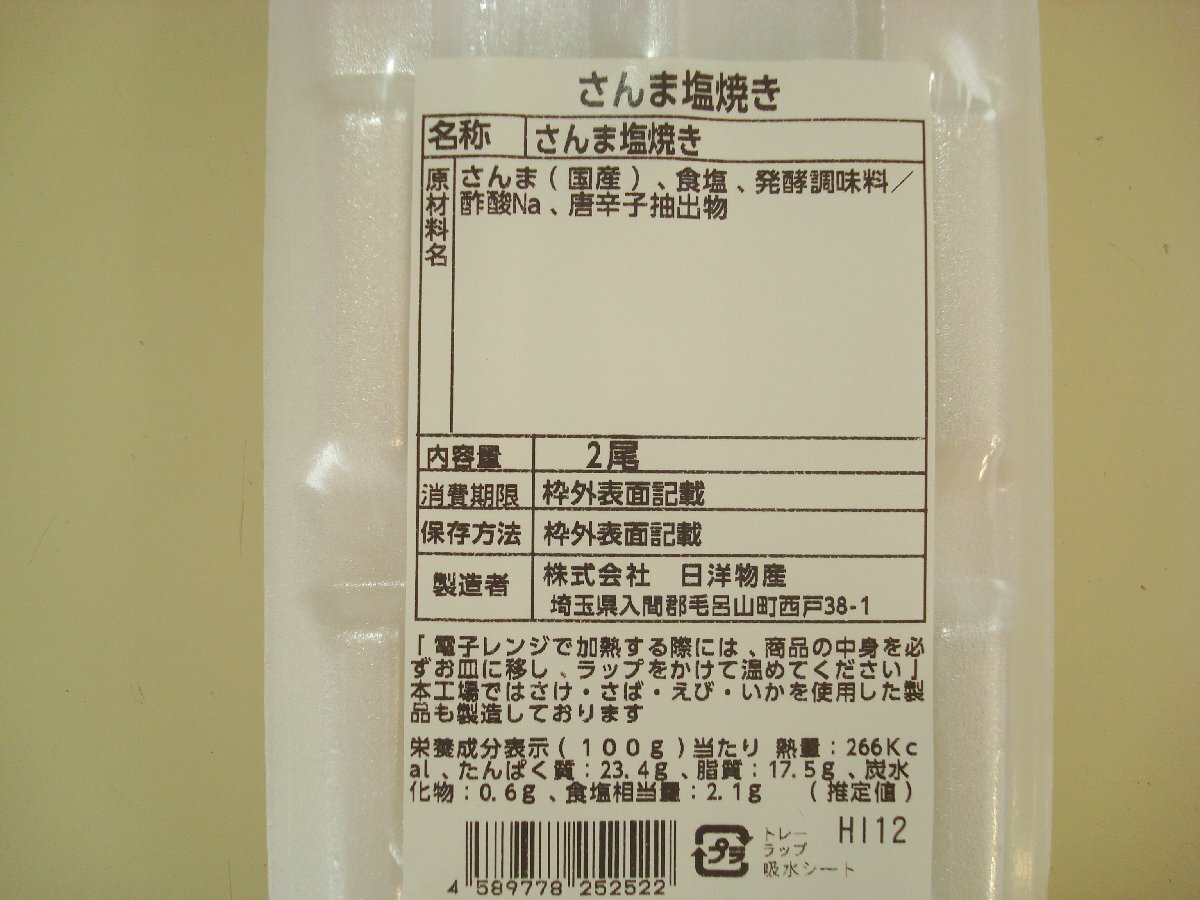 さんま塩焼き
名称 さんま塩焼き
原材料名 さんま(国産)、食塩、発酵調味料／
酢酸Na、唐辛子抽出物
内容量 2尾
消費期限 枠外表面記載
保存方法 枠外表面記載
製造者 株式会社 日洋物産
埼玉県入間郡毛呂山町西戸38-1
「電子レンジで加熱する際には、商品の中身を必
ずお皿に移し、ラップをかけて温めてください」
本工場ではさけ・さば・えび・いかを使用した製
品も製造しております
栄養成分表示(100g)当たり 熱量:266Kc
al、たんぱく質:23.4g、脂質:17.5g、炭水
化物:0.6g、食塩相当量:2.1g (推定値)
プラ トレー HI12
ラップ
吸水シート
4 589778 252522